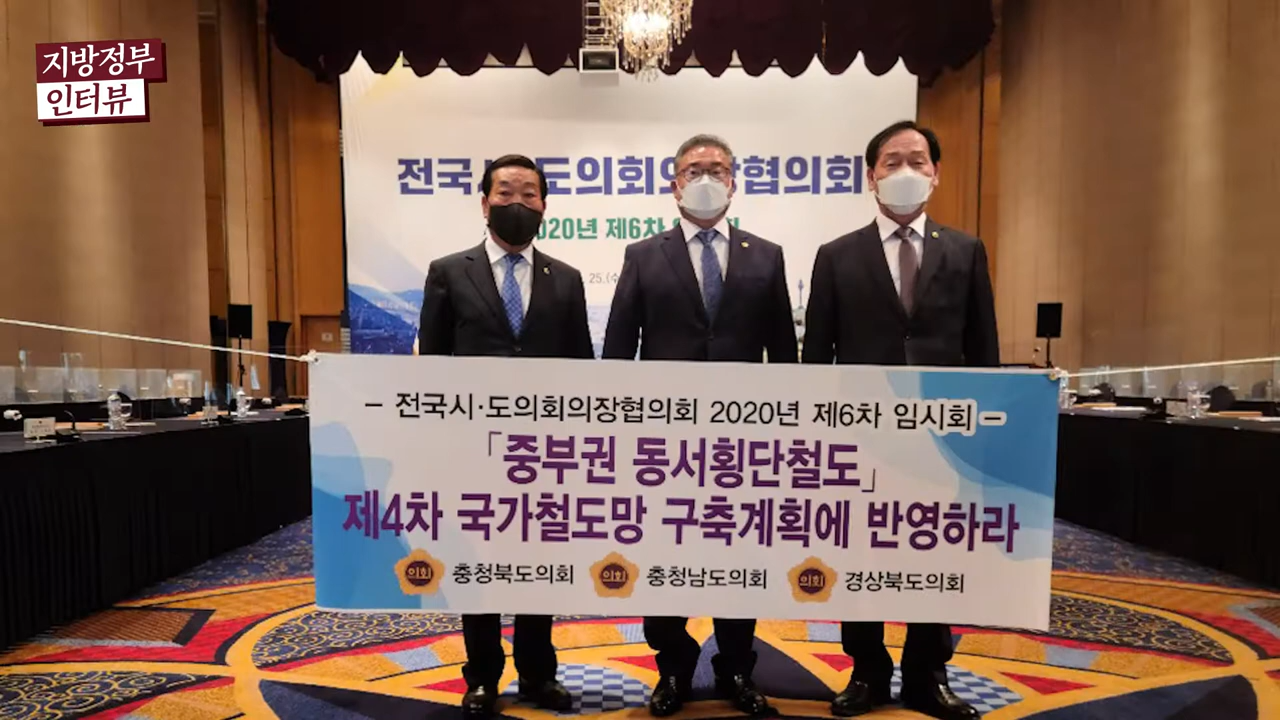 지방정부
인터뷰
전국 도의회의장협의회
2020년 제6차
25.(수
- 전국시·도의회의장협의회 2020년 제6차 임시회 -
「중부권 동서횡단철도」
제4차 국가철도망 구축계획에 반영하라
의회 충청북도의회 의회 충청남도의회 의회 경상북도의회